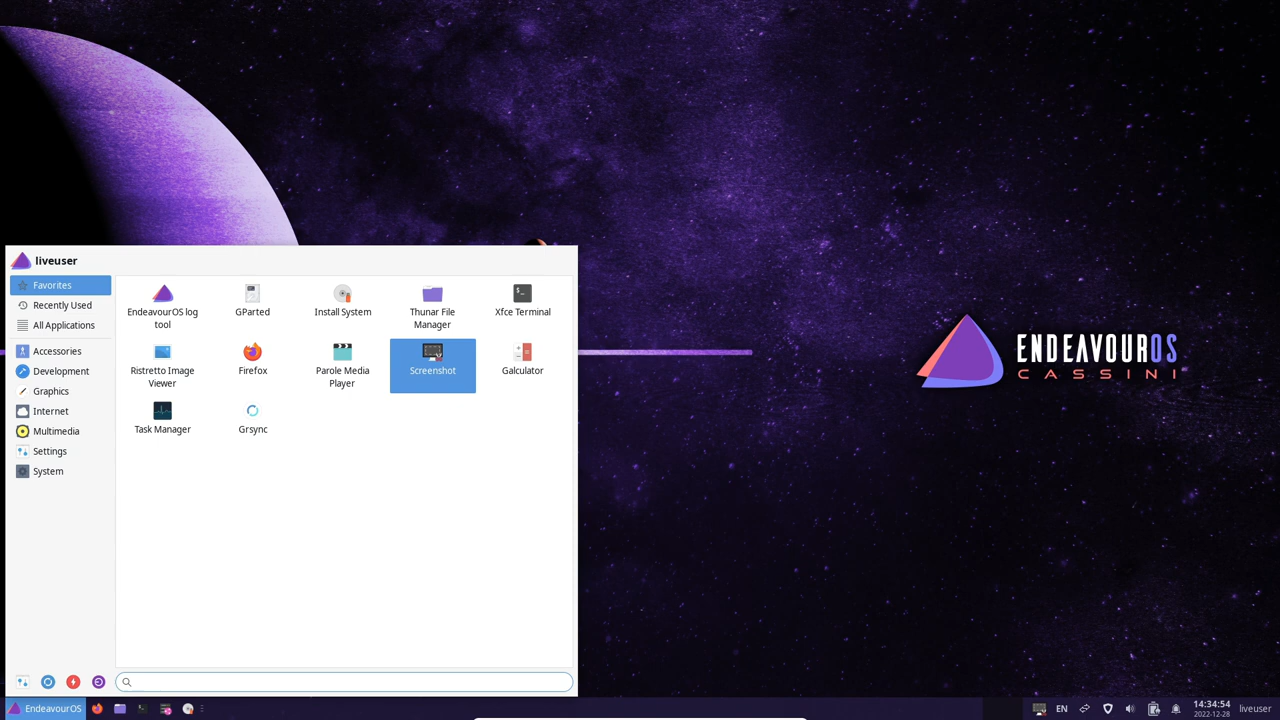 liveuser
Favorites
Recently Used
All Applications
Accessories
Development
Graphics
Internet
Multimedia
Settings
System
EndeavourOS log
tool
GParted
Install System
Thunar File
Manager
Xfce Terminal
Ristretto Image
Viewer
Firefox
Parole Media
Player
Screenshot
Galculator
Task Manager
Grsync
ENDEAVOUROS
CASSINI
EndeavourOS
EN
14:34:54
2022-12-28
liveuser